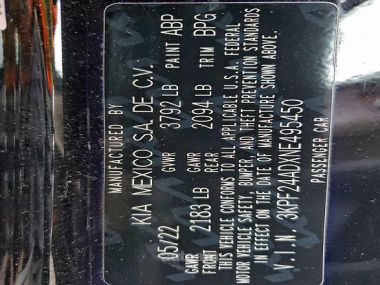 MANUFACTURED BY
KIA MEXICO S.A. DE C.V.
05/22 GVWR 3792 LB PAINT ABP
GAWR FRONT 2183 LB GAWR REAR 2094 LB TRIM BPG
THIS VEHICLE CONFORMS TO ALL APPLICABLE U.S.A. FEDERAL
MOTOR VEHICLE SAFETY, BUMPER, AND THEFT PREVENTION STANDARDS
IN EFFECT ON THE DATE OF MANUFACTURE SHOWN ABOVE.
V.I.N. 3KPF24ADXNE495450
PASSENGER CAR